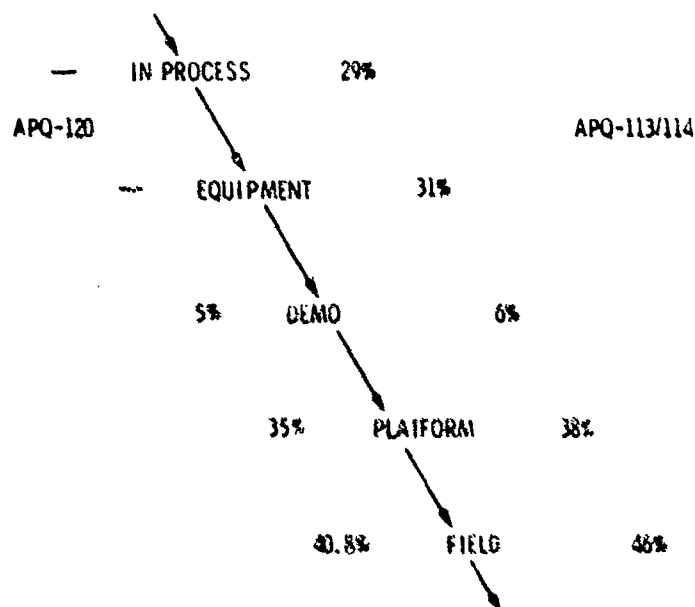 — IN PROCESS 29%
APQ-120 APQ-113/114
— EQUIPMENT 31%
5% DEMO 6%
35% PLATFORM 38%
40.8% FIELD 46%